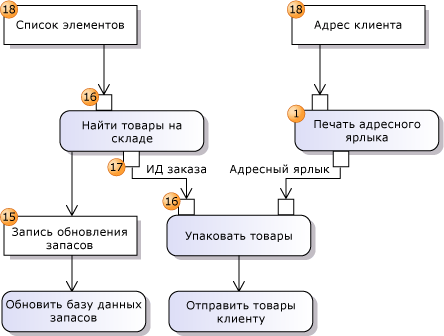 18
Список элементов
18
Адрес клиента
16
Найти товары на
складе
1
Печать адресного
ярлыка
17
ИД заказа
Адресный ярлык
15
Запись обновления
запасов
16
Упаковать товары
Обновить базу данных
запасов
Отправить товары
клиенту